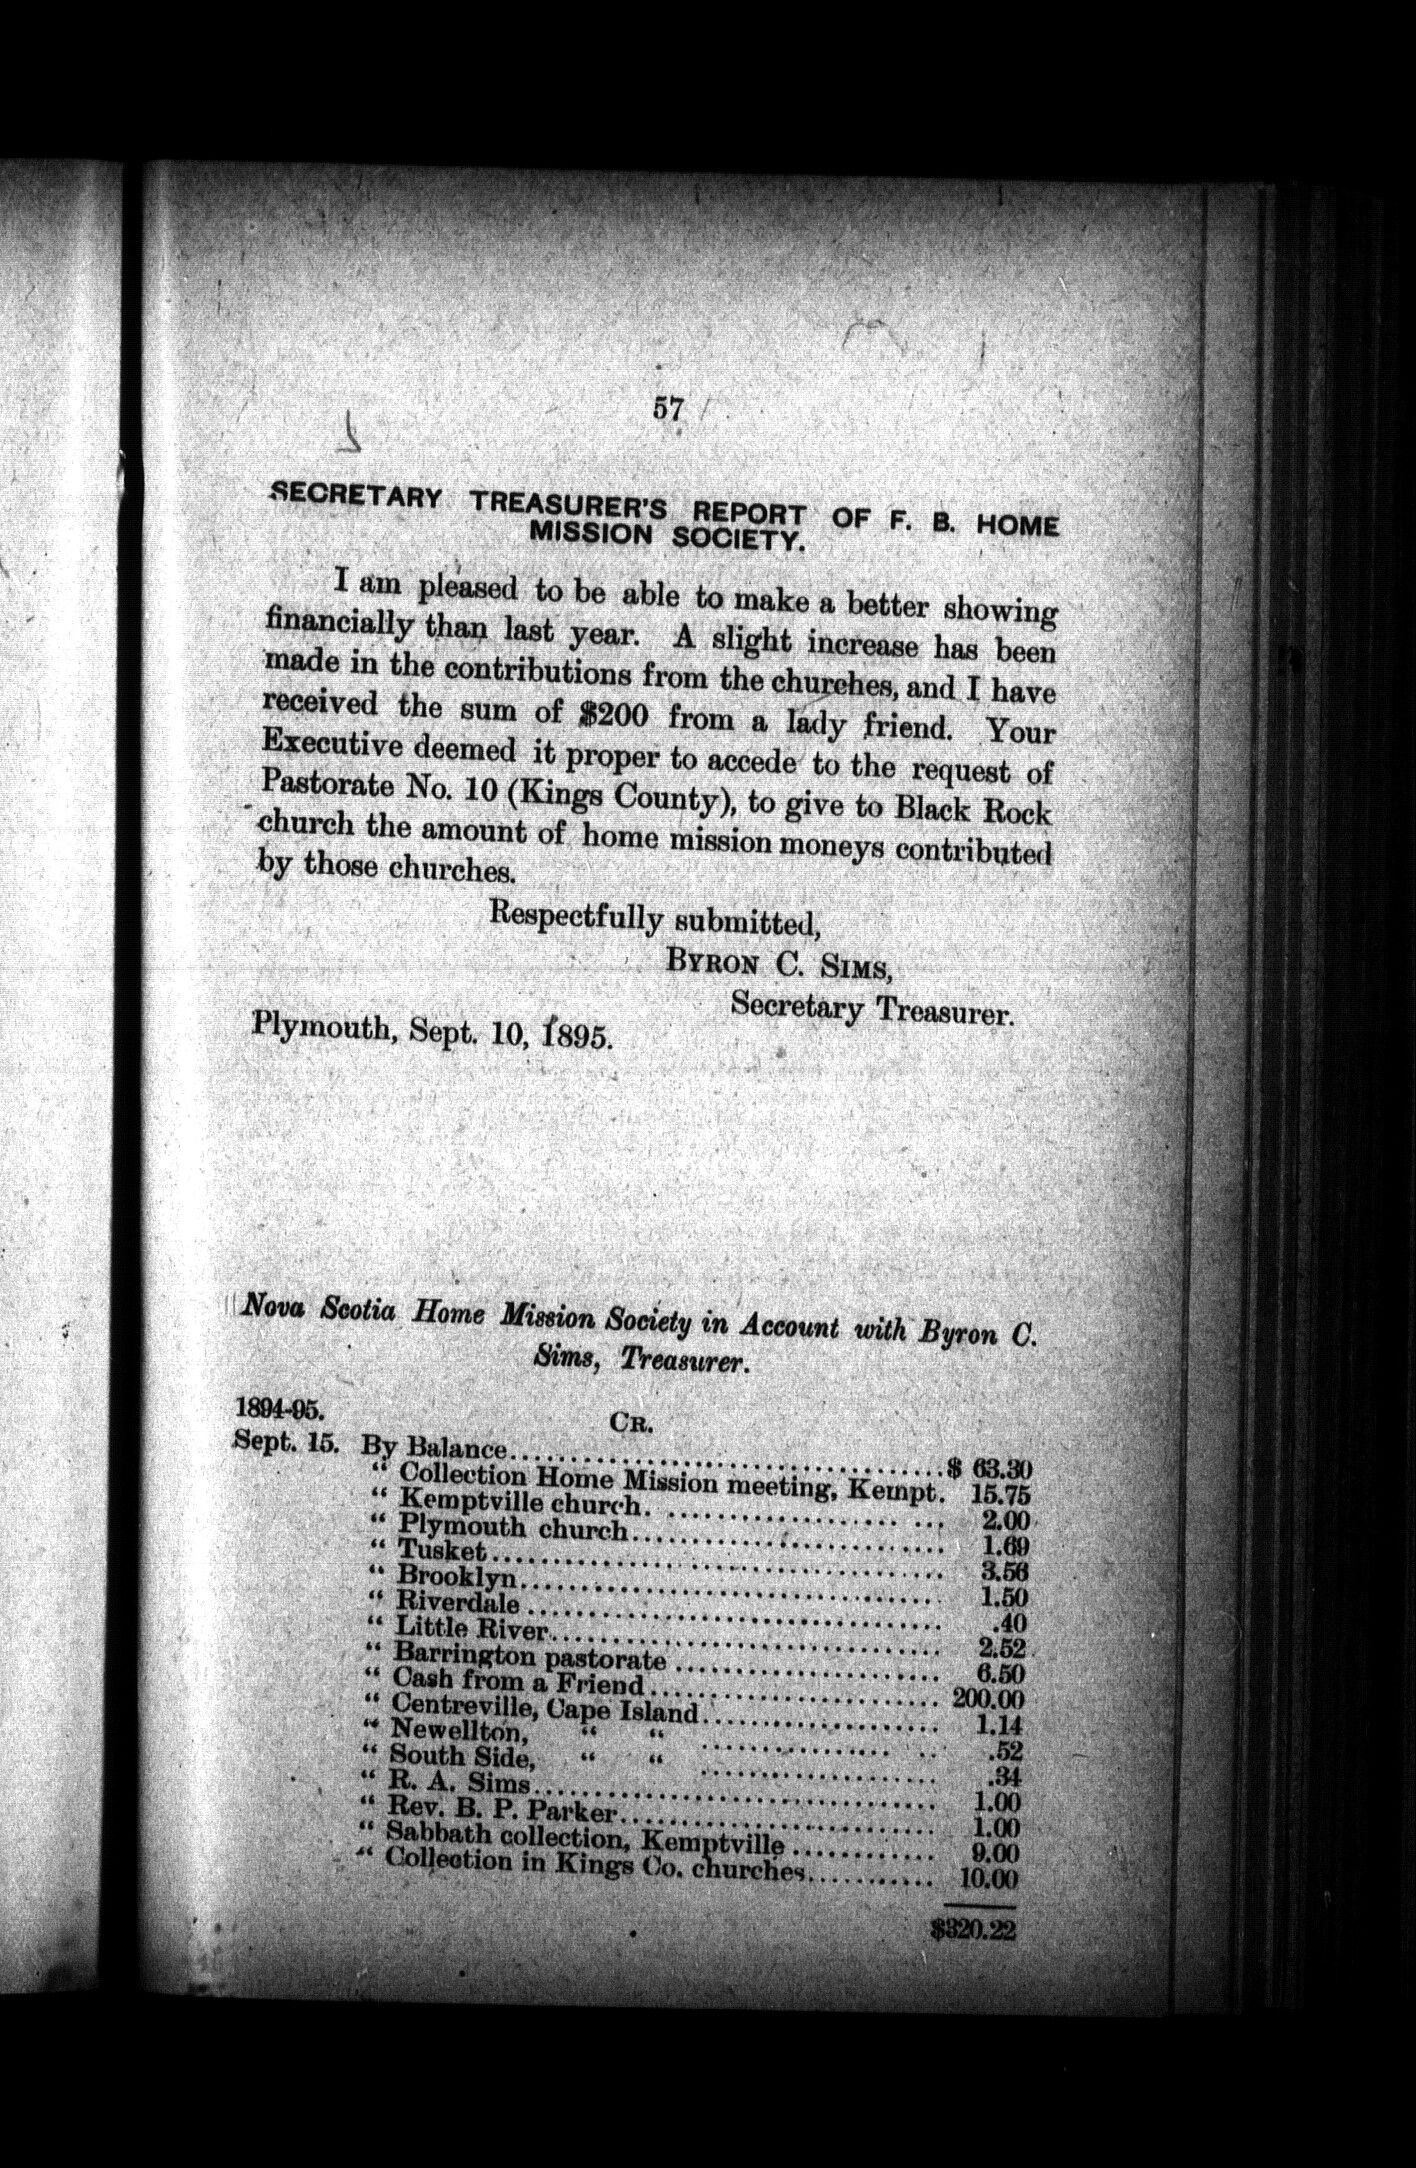 57
SECRETARY TREASURER'S REPORT OF F. B. HOME
MISSION SOCIETY.
I am pleased to be able to make a better showing
financially than last year. A slight increase has been
made in the contributions from the churches, and I have
received the sum of $200 from a lady friend. Your
Executive deemed it proper to accede to the request of
Pastorate No. 10 (Kings County), to give to Black Rock
church the amount of home mission moneys contributed
by those churches.
Respectfully submitted,
BYRON C. SIMS,
Secretary Treasurer.
Plymouth, Sept. 10, 1895.
Nova Scotia Home Mission Society in Account with Byron C.
Sims, Treasurer.
1894-95.
CR.
Sept. 15. By Balance........................................$ 63.30
“ Collection Home Mission meeting, Kempt. 15.75
“ Kemptville church. ........................ 2.00
“ Plymouth church............................ 1.69
“ Tusket........................................ 3.56
“ Brooklyn...................................... 1.50
“ Riverdale ..................................... .40
“ Little River................................... 2.52
“ Barrington pastorate ........................ 6.50
“ Cash from a Friend.......................... 200.00
“ Centreville, Cape Island.................... 1.14
“ Newellton, “ “ .................... .52
“ South Side, “ “ .................... .34
“ R. A. Sims.................................... 1.00
“ Rev. B. P. Parker............................ 1.00
“ Sabbath collection, Kemptville ............ 9.00
“ Collection in Kings Co. churches........... 10.00
$320.22